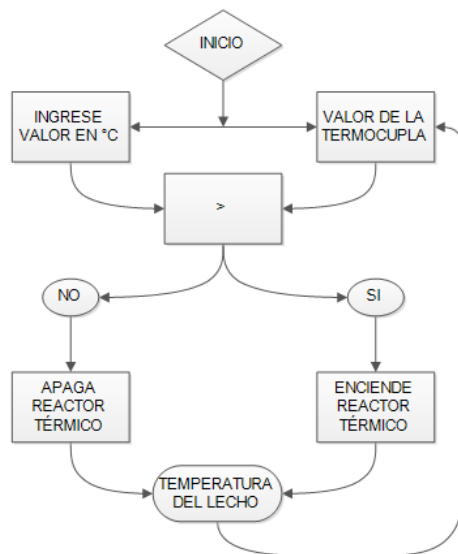 INICIO
INGRESE
VALOR EN °C
VALOR DE LA
TERMOCUPLA
>
NO
SI
APAGA
REACTOR
TÉRMICO
ENCIENDE
REACTOR
TÉRMICO
TEMPERATURA
DEL LECHO